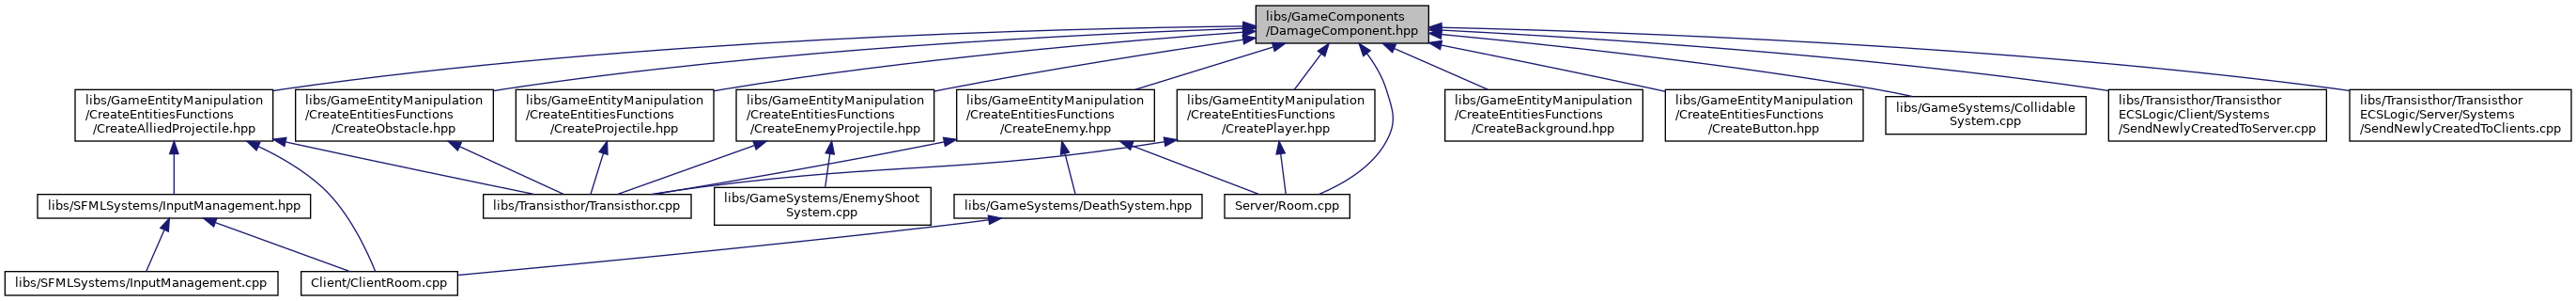 libs/GameComponents
/DamageComponent.hpp
libs/GameEntityManipulation
/CreateEntitiesFunctions
/CreateAlliedProjectile.hpp
libs/GameEntityManipulation
/CreateEntitiesFunctions
/CreateObstacle.hpp
libs/GameEntityManipulation
/CreateEntitiesFunctions
/CreateProjectile.hpp
libs/GameEntityManipulation
/CreateEntitiesFunctions
/CreateEnemyProjectile.hpp
libs/GameEntityManipulation
/CreateEntitiesFunctions
/CreateEnemy.hpp
libs/GameEntityManipulation
/CreateEntitiesFunctions
/CreatePlayer.hpp
libs/GameEntityManipulation
/CreateEntitiesFunctions
/CreateBackground.hpp
libs/GameEntityManipulation
/CreateEntitiesFunctions
/CreateButton.hpp
libs/GameSystems/Collidable
System.cpp
libs/Transisthor/Transisthor
ECSLogic/Client/Systems
/SendNewlyCreatedToServer.cpp
libs/Transisthor/Transisthor
ECSLogic/Server/Systems
/SendNewlyCreatedToClients.cpp
libs/SFMLSystems/InputManagement.hpp
libs/Transisthor/Transisthor.cpp
libs/GameSystems/EnemyShoot
System.cpp
libs/GameSystems/DeathSystem.hpp
Server/Room.cpp
libs/SFMLSystems/InputManagement.cpp
Client/ClientRoom.cpp